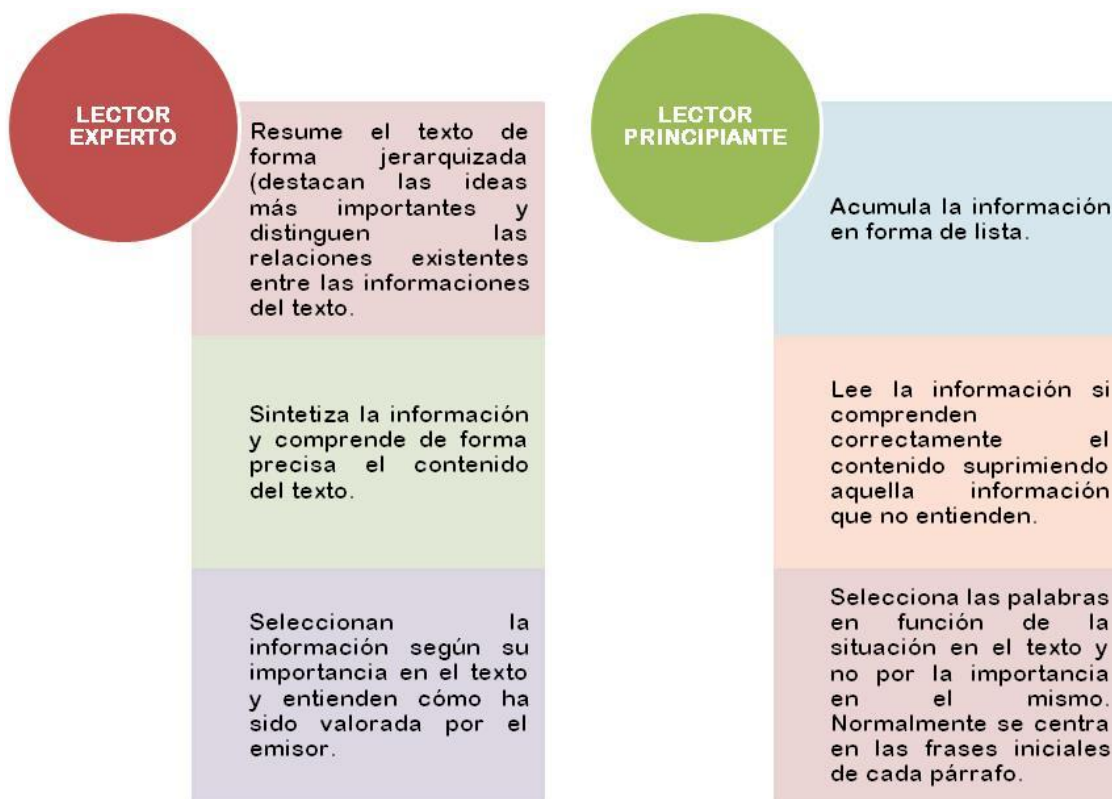 LECTOR
EXPERTO
Resume el texto de
forma jerarquizada
(destacan las ideas
más importantes y
distinguen las
relaciones existentes
entre las informaciones
del texto.
Sintetiza la información
y comprende de forma
precisa el contenido
del texto.
Seleccionan la
información según su
importancia en el texto
y entienden cómo ha
sido valorada por el
emisor.
LECTOR
PRINCIPIANTE
Acumula la información
en forma de lista.
Lee la información si
comprenden
correctamente el
contenido suprimiendo
aquella información
que no entienden.
Selecciona las palabras
en función de la
situación en el texto y
no por la importancia
en el mismo.
Normalmente se centra
en las frases iniciales
de cada párrafo.